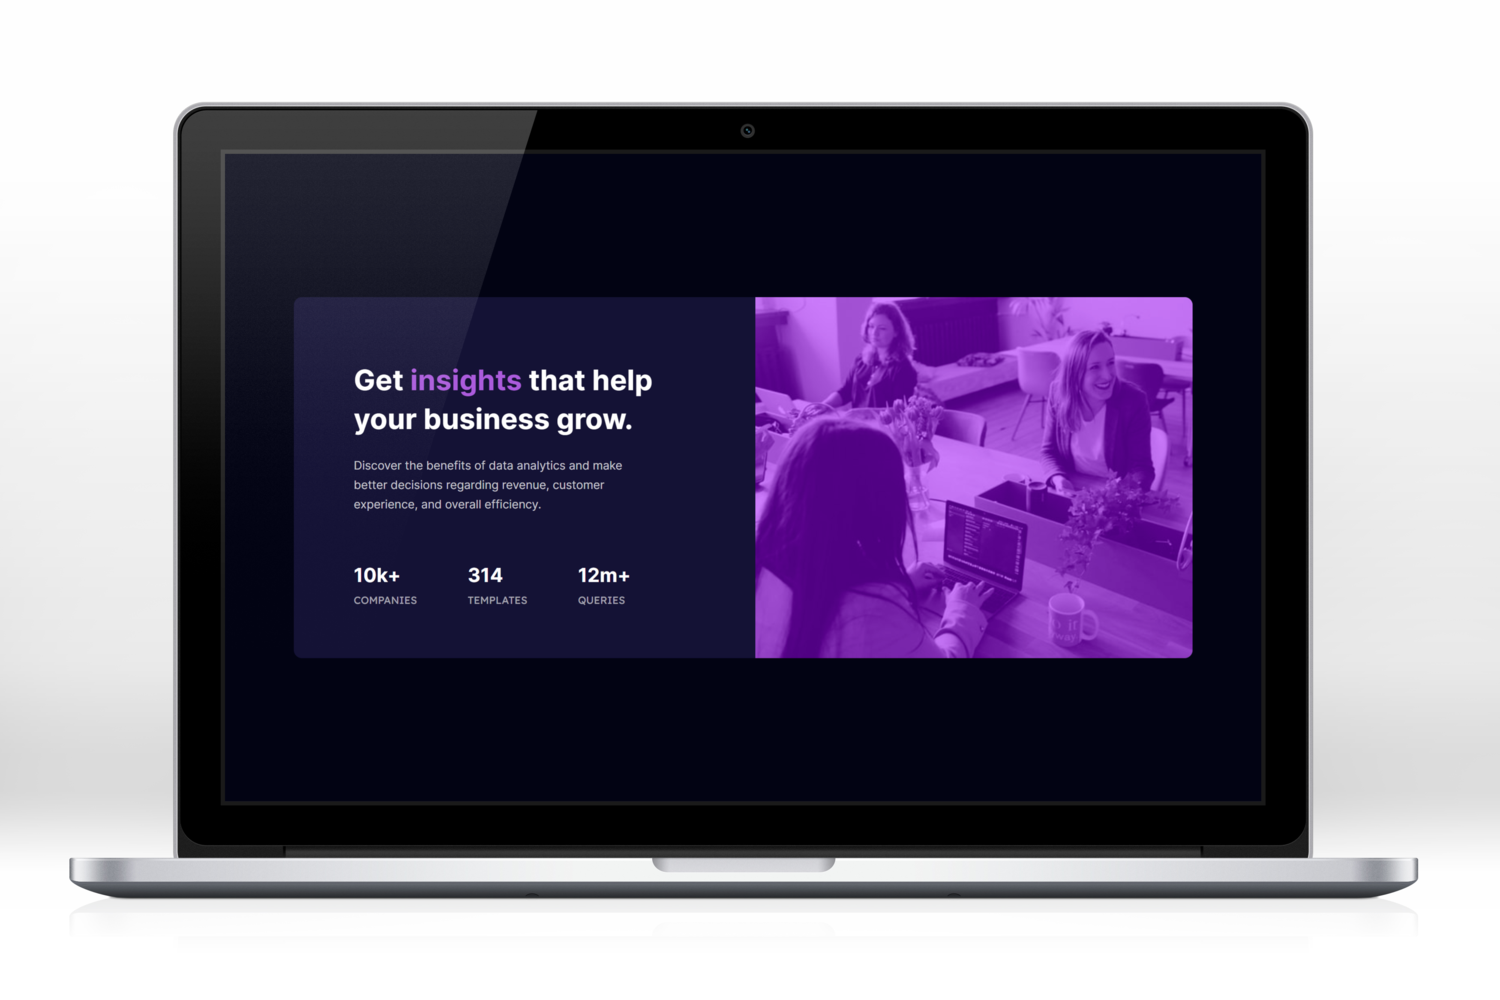 Get insights that help
your business grow.
Discover the benefits of data analytics and make
better decisions regarding revenue, customer
experience, and overall efficiency.
10k+ 314 12m+
COMPANIES TEMPLATES QUERIES